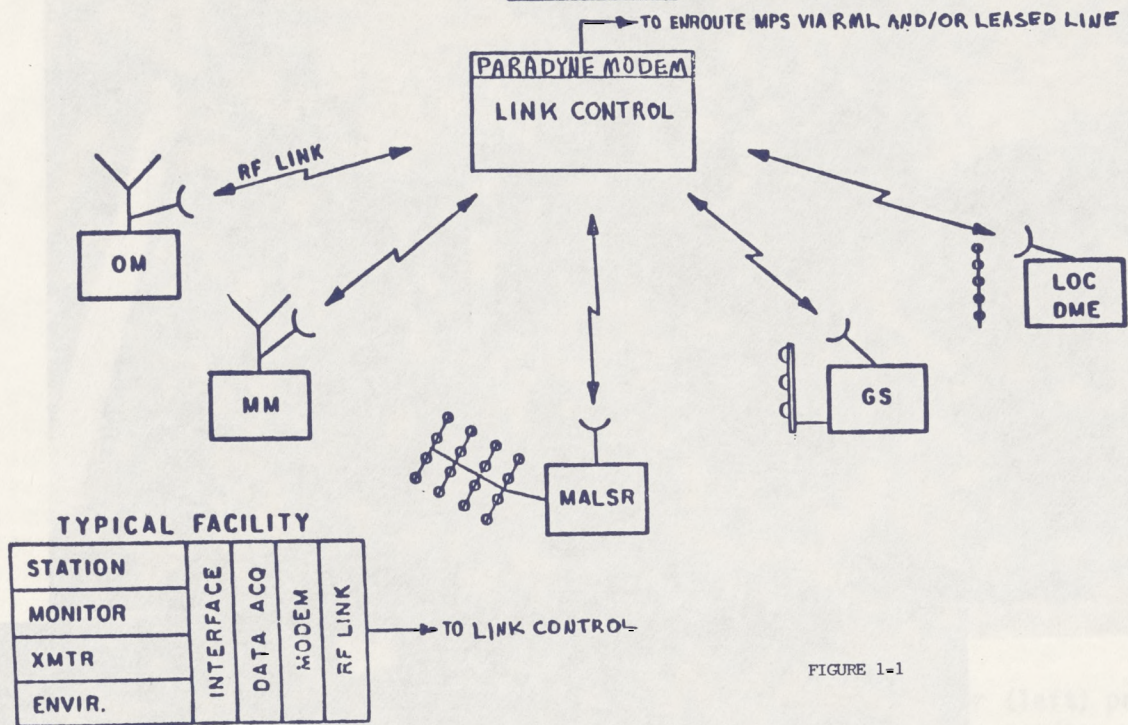 TO ENROUTE MPS VIA RML AND/OR LEASED LINE
PARADYNE MODEM
LINK CONTROL
RF LINK
OM
MM
MALSR
GS
LOC
DME
TYPICAL FACILITY
STATION
MONITOR
XMTR
ENVIR.
INTERFACE
DATA ACQ
MODEM
RF LINK
TO LINK CONTROL
FIGURE 1-1
(left)